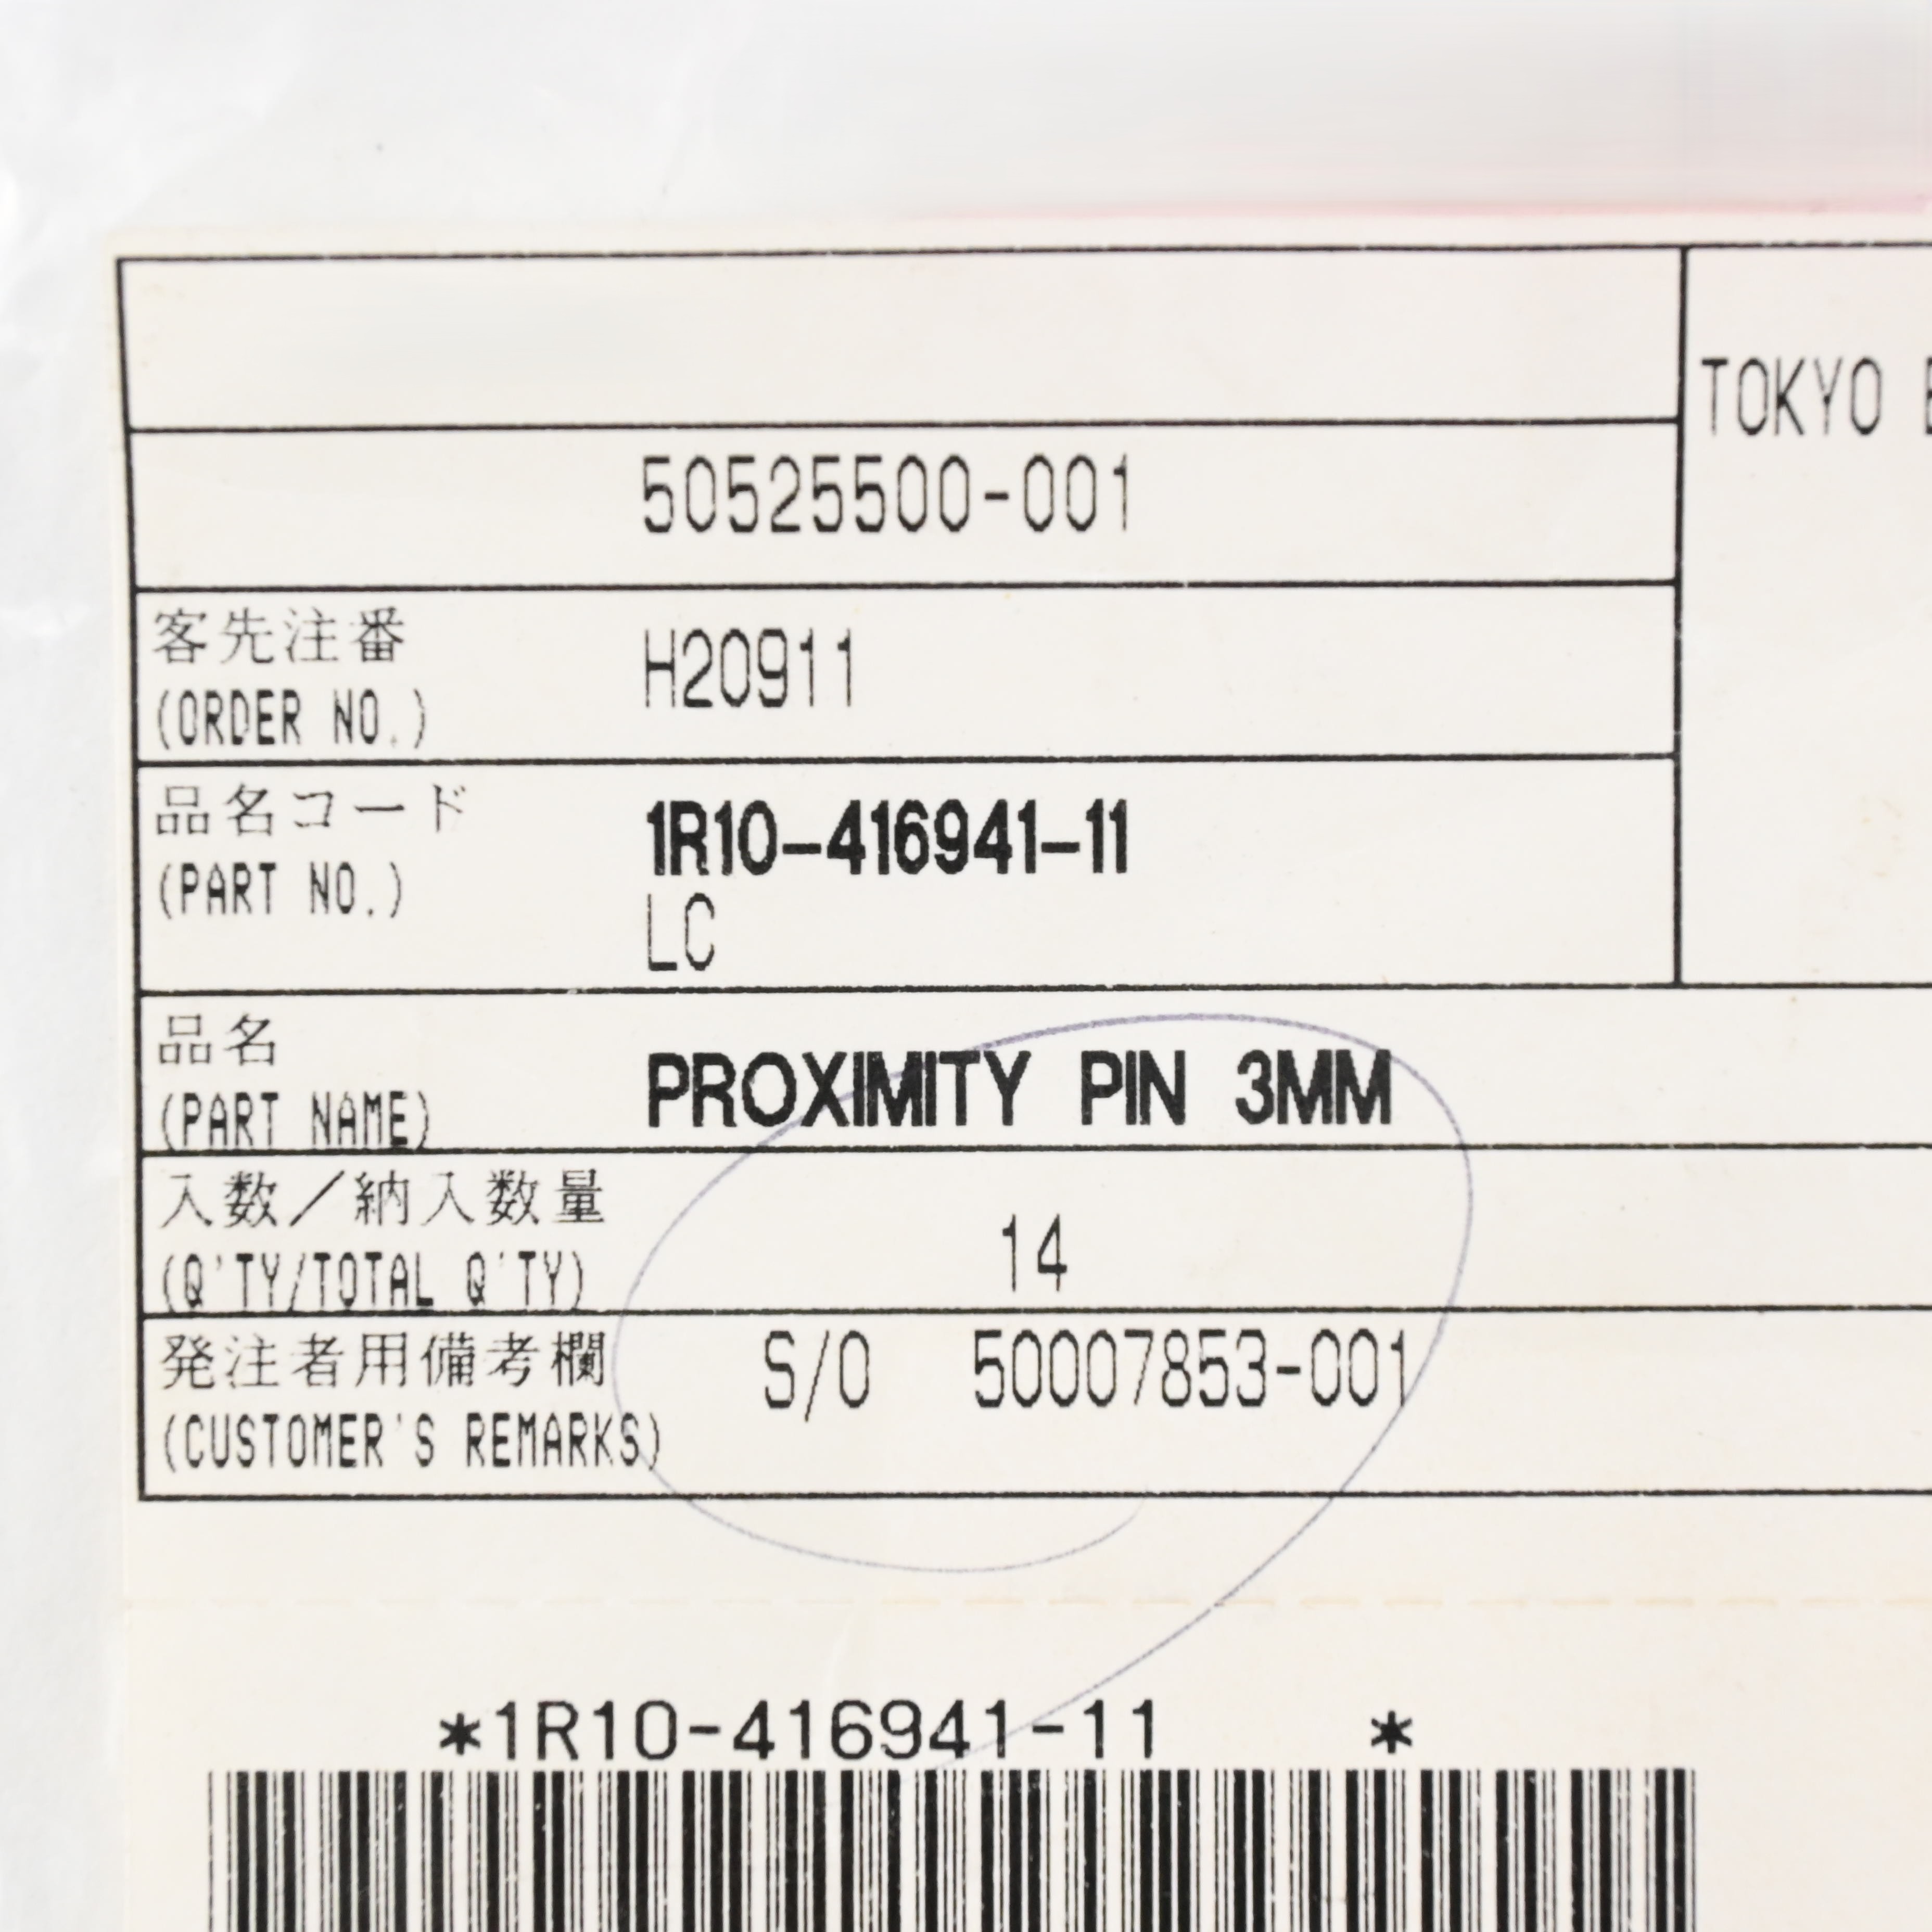 TOKYO
50525500-001
客先注番
(ORDER NO.)
H20911
品名コード
(PART NO.)
1R10-416941-11
LC
品名
(PART NAME)
PROXIMITY PIN 3MM
入数／納入数量
(Q'TY/TOTAL Q'TY)
14
発注者用備考欄
(CUSTOMER'S REMARKS)
S/O 50007853-001
*1R10-416941-11 *